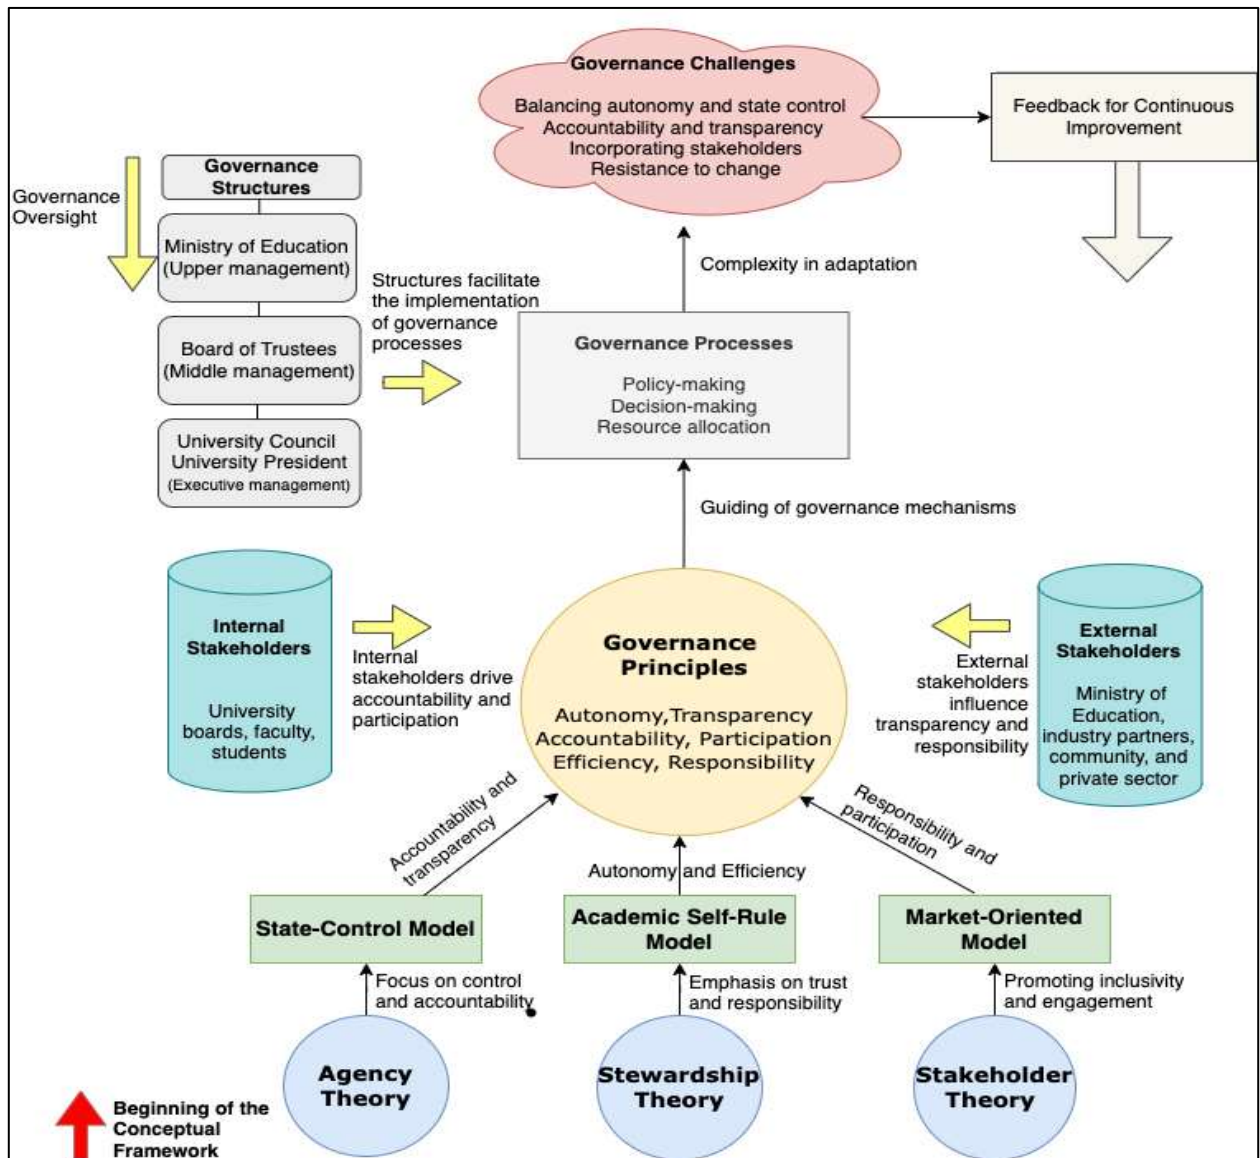 Governance Challenges
Balancing autonomy and state control
Accountability and transparency
Incorporating stakeholders
Resistance to change
Feedback for Continuous
Improvement
Governance
Structures
Governance
Oversight
Ministry of Education
(Upper management)
Board of Trustees
(Middle management)
University Council
University President
(Executive management)
Structures facilitate
the implementation
of governance
processes
Complexity in adaptation
Governance Processes
Policy-making
Decision-making
Resource allocation
Guiding of governance mechanisms
Internal
Stakeholders
University
boards, faculty,
students
Internal
stakeholders drive
accountability and
participation
Governance
Principles
Autonomy,Transparency
Accountability, Participation
Efficiency, Responsibility
External
stakeholders
influence
transparency and
responsibility
External
Stakeholders
Ministry of
Education,
industry partners,
community, and
private sector
Accountability and
transparency
Autonomy and Efficiency
Responsibility and
participation
State-Control Model
Academic Self-Rule
Model
Market-Oriented
Model
Focus on control
and accountability
Emphasis on trust
and responsibility
Promoting inclusivity
and engagement
Agency
Theory
Stewardship
Theory
Stakeholder
Theory
Beginning of the
Conceptual
Framework